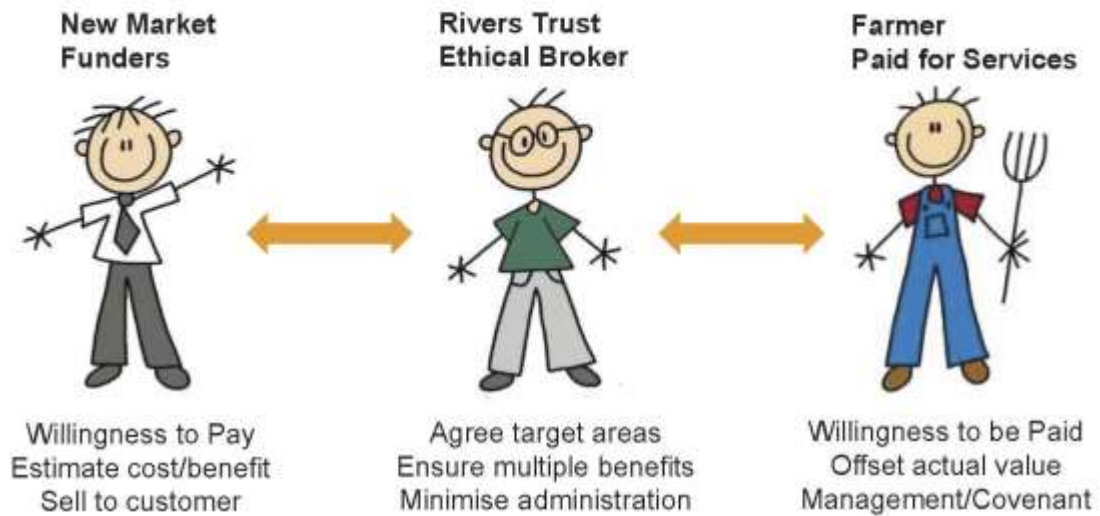 New Market
Funders
Rivers Trust
Ethical Broker
Farmer
Paid for Services
Willingness to Pay
Estimate cost/benefit
Sell to customer
Agree target areas
Ensure multiple benefits
Minimise administration
Willingness to be Paid
Offset actual value
Management/Covenant